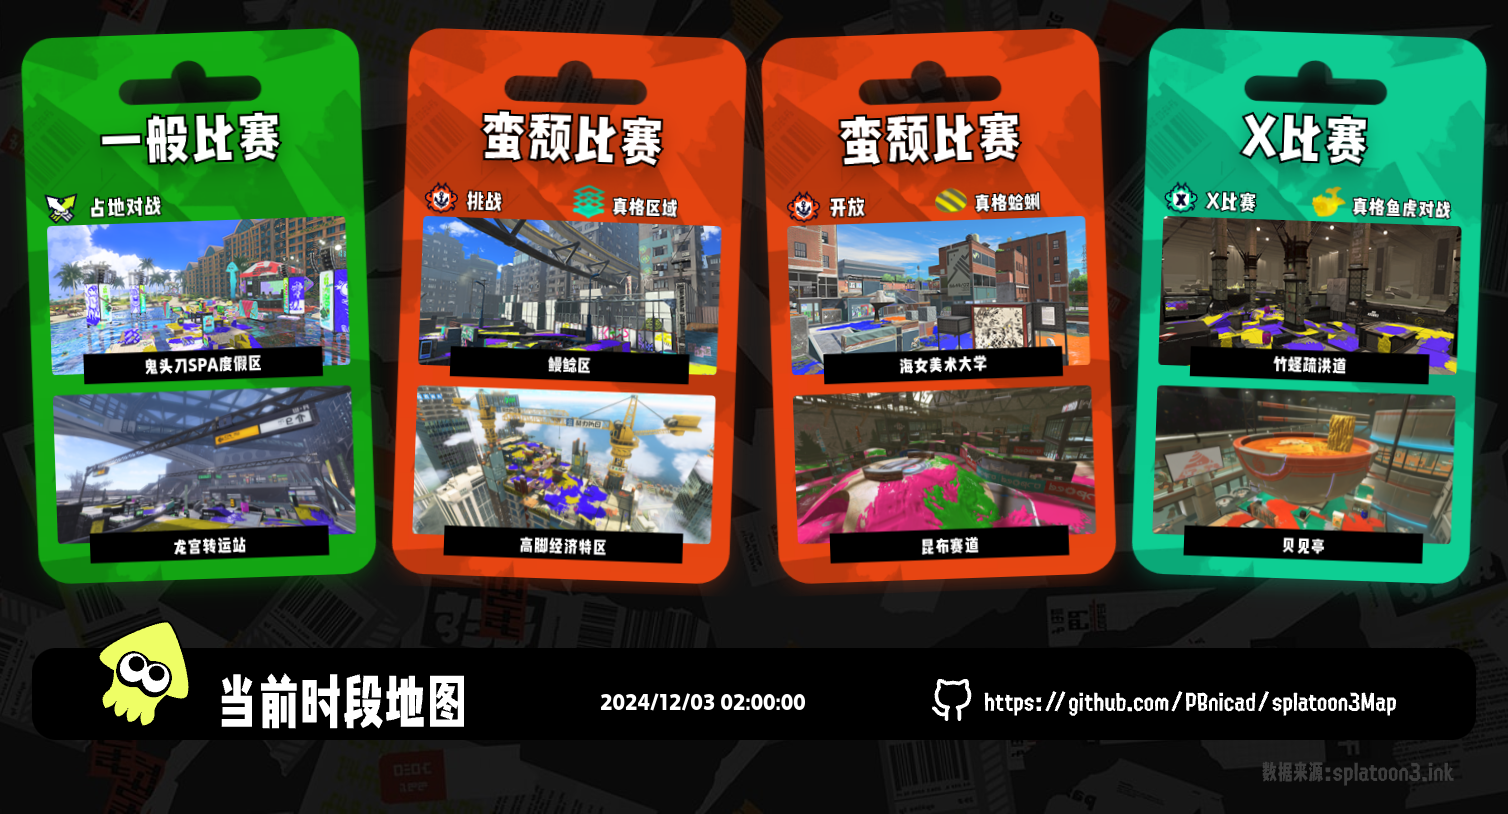 一般比赛
占地对战
鬼头刀SPA度假区
龙宫转运站
蛮颓比赛
挑战
真格区域
鳗鲶区
高脚经济特区
蛮颓比赛
开放
真格蛤蜊
海女美术大学
昆布赛道
X比赛
X比赛
真格鱼虎对战
竹蛏疏洪道
贝见亭
当前时段地图
2024/12/03 02:00:00
https://github.com/PBnicad/splatoon3Map
数据来源:splatoon3.ink